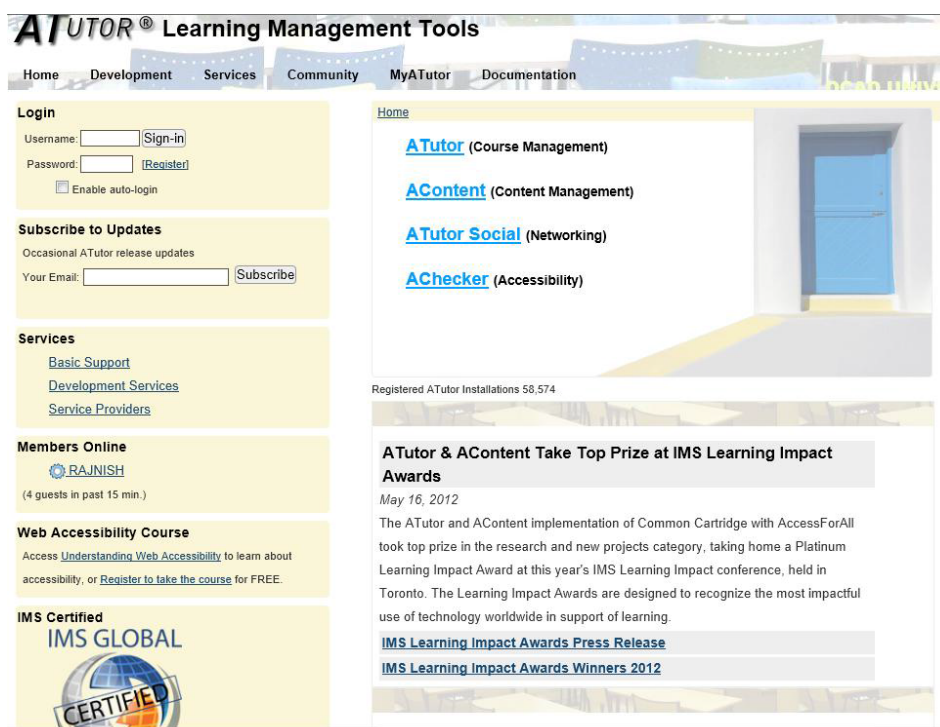 ATUTOR ® Learning Management Tools
Home Development Services Community MyATutor Documentation
OCAD UNIV
Login
Username: Sign-in
Password: [Register]
Enable auto-login
Subscribe to Updates
Occasional ATutor release updates
Your Email: Subscribe
Services
Basic Support
Development Services
Service Providers
Members Online
RAJNISH
(4 guests in past 15 min.)
Web Accessibility Course
Access Understanding Web Accessibility to learn about
accessibility, or Register to take the course for FREE.
IMS Certified
IMS GLOBAL
CERTIFIED
Home
ATutor (Course Management)
AContent (Content Management)
ATutor Social (Networking)
AChecker (Accessibility)
Registered ATutor Installations 58,574
ATutor & AContent Take Top Prize at IMS Learning Impact
Awards
May 16, 2012
The ATutor and AContent implementation of Common Cartridge with AccessForAll
took top prize in the research and new projects category, taking home a Platinum
Learning Impact Award at this year's IMS Learning Impact conference, held in
Toronto. The Learning Impact Awards are designed to recognize the most impactful
use of technology worldwide in support of learning.
IMS Learning Impact Awards Press Release
IMS Learning Impact Awards Winners 2012